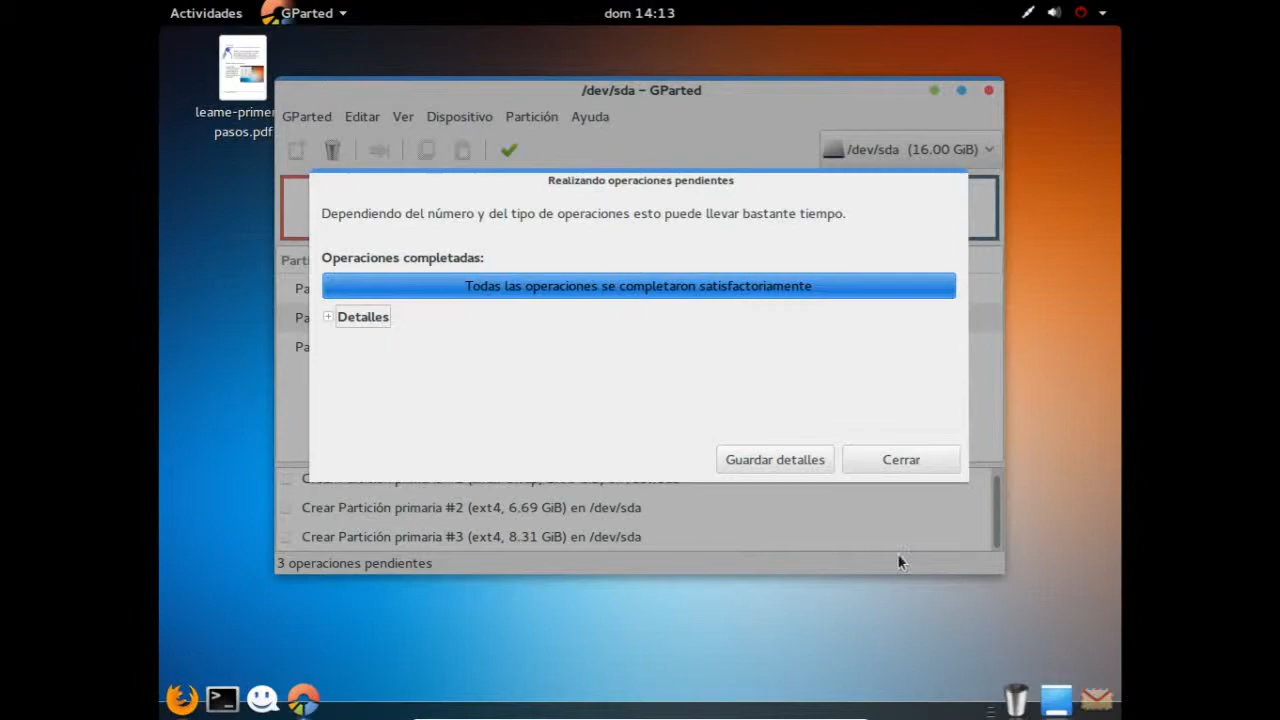 Actividades GParted dom 14:13
leame-primer
pasos.pdf
/dev/sda – GParted
GParted Editar Ver Dispositivo Partición Ayuda
/dev/sda (16.00 GiB)
Realizando operaciones pendientes
Dependiendo del número y del tipo de operaciones esto puede llevar bastante tiempo.
Operaciones completadas:
Todas las operaciones se completaron satisfactoriamente
Detalles
Parti
Pa
Pa
Pa
Guardar detalles Cerrar
Crear Partición primaria #2 (ext4, 6.69 GiB) en /dev/sda
Crear Partición primaria #3 (ext4, 8.31 GiB) en /dev/sda
3 operaciones pendientes